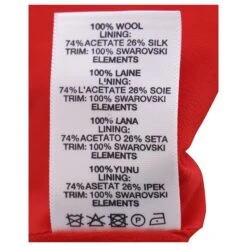 100% WOOL
LINING:
74% ACETATE 26% SILK
TRIM: 100% SWAROVSKI
ELEMENTS
100% LAINE
LINING:
74% L'ACETATE 26% SOIE
TRIM: 100% SWAROVSKI
ELEMENTS
100% LANA
LINING:
74% ACETATO 26% SETA
TRIM: 100% SWAROVSKI
ELEMENTS
100% YUNU
LINING:
74% ASETAT 26% IPEK
TRIM: 100% SWAROVSKI
ELEMENTS